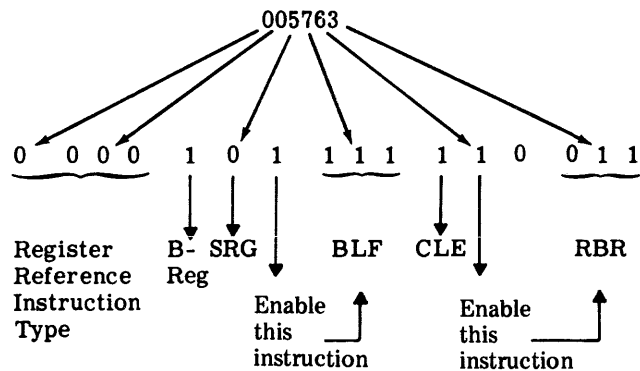 005763
0 0 0 0 1 0 1 1 1 1 1 1 0 0 1 1
Register
Reference
Instruction
Type
B-
Reg
SRG
BLF
CLE
RBR
Enable
this
instruction
Enable
this
instruction